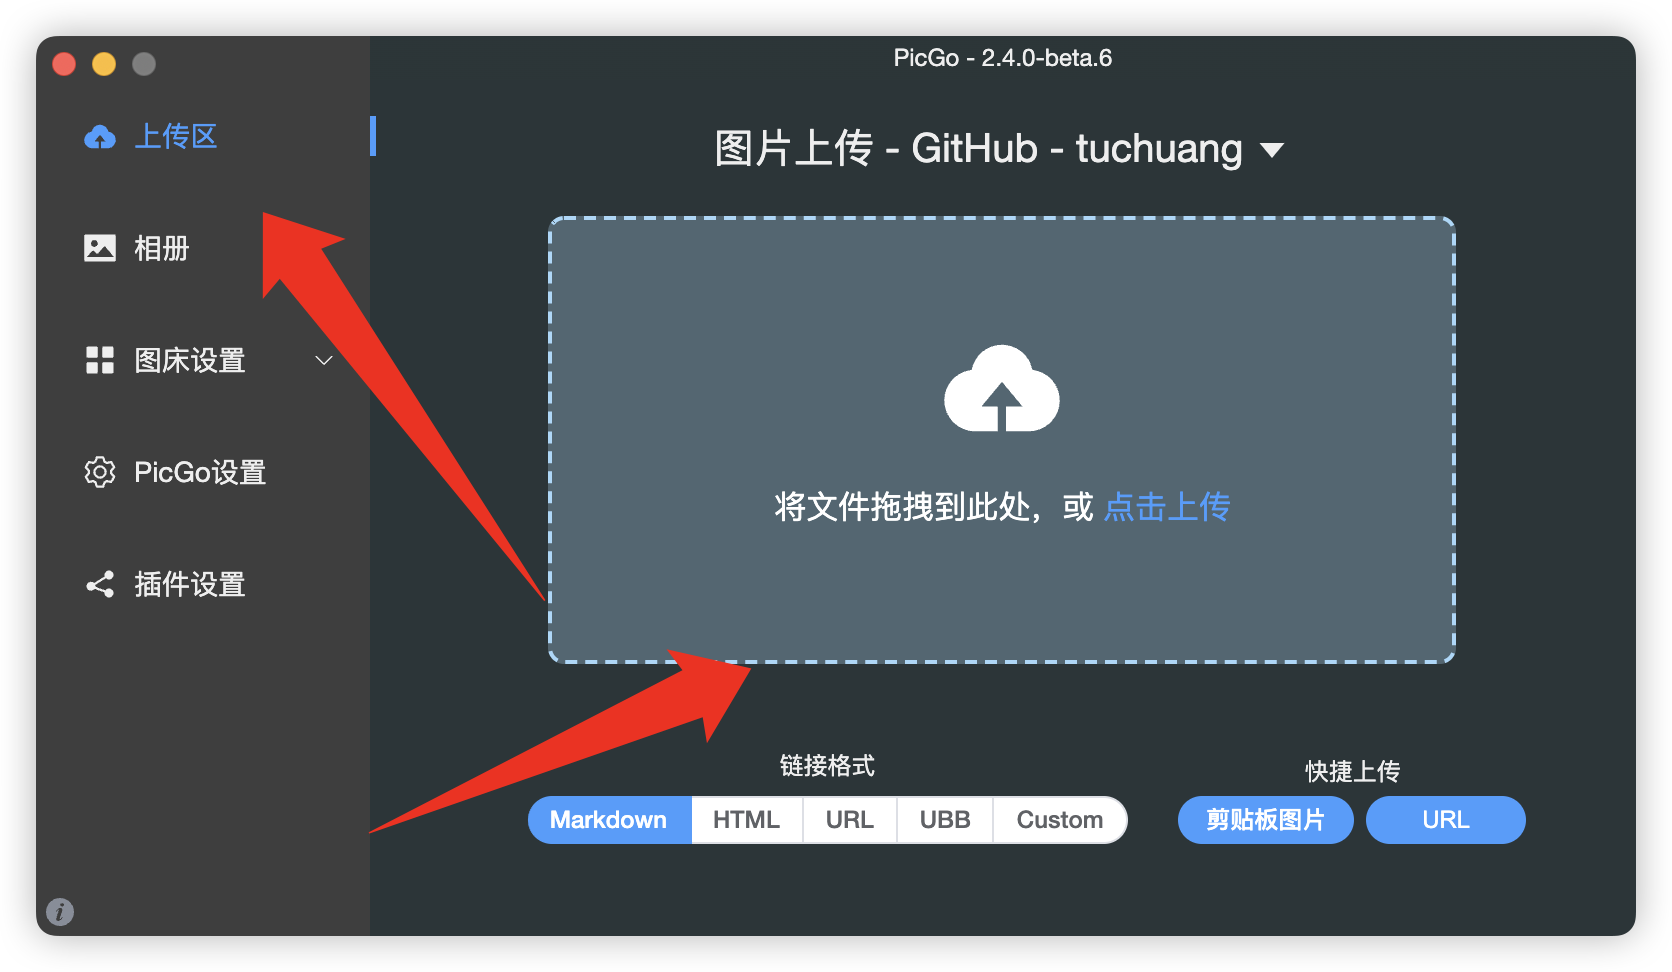 PicGo - 2.4.0-beta.6
上传区
相册
图床设置
PicGo设置
插件设置
图片上传 - GitHub - tuchuang
将文件拖拽到此处，或 点击上传
链接格式
Markdown HTML URL UBB Custom
快捷上传
剪贴板图片 URL
i